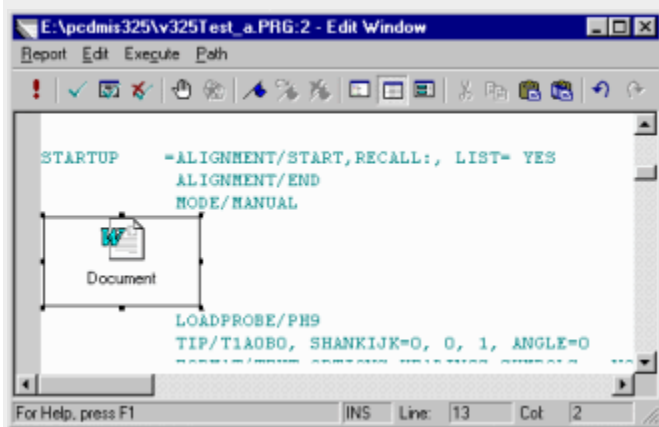 E:\pcdmis325\v325Test_a.PRG:2 - Edit Window
Report Edit Execute Path
STARTUP =ALIGNMENT/START,RECALL:, LIST= YES
ALIGNMENT/END
MODE/MANUAL
Document
LOADPROBE/PH9
TIP/T1A0B0, SHANKIJK=0, 0, 1, ANGLE=0
For Help, press F1 INS Line: 13 Col: 2